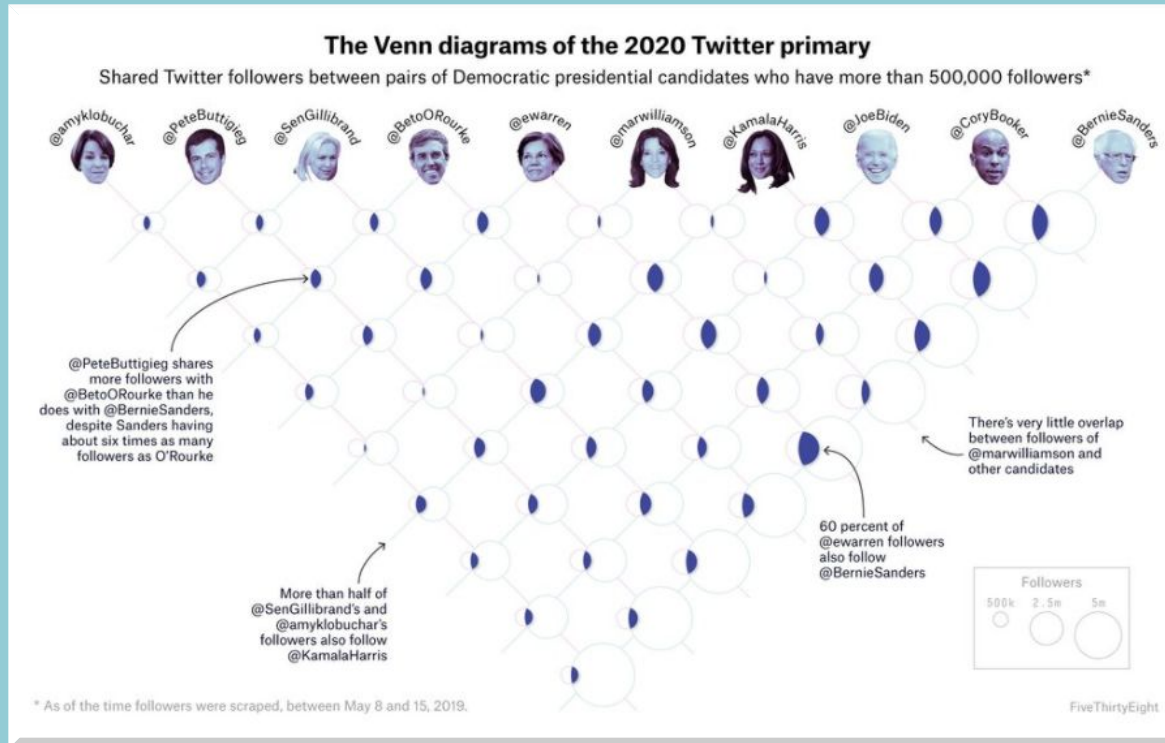 The Venn diagrams of the 2020 Twitter primary
Shared Twitter followers between pairs of Democratic presidential candidates who have more than 500,000 followers*
@amyklobuchar
@PeteButtigieg
@SenGillibrand
@BetoORourke
@ewarren
@marwilliamson
@KamalaHarris
@JoeBiden
@CoryBooker
@BernieSanders
@PeteButtigieg shares
more followers with
@BetoORourke than he
does with @BernieSanders,
despite Sanders having
about six times as many
followers as O'Rourke
There's very little overlap
between followers of
@marwilliamson and
other candidates
60 percent of
@ewarren followers
also follow
@BernieSanders
More than half of
@SenGillibrand's and
@amyklobuchar's
followers also follow
@KamalaHarris
Followers
500k 2.5m 5m
* As of the time followers were scraped, between May 8 and 15, 2019.
FiveThirtyEight